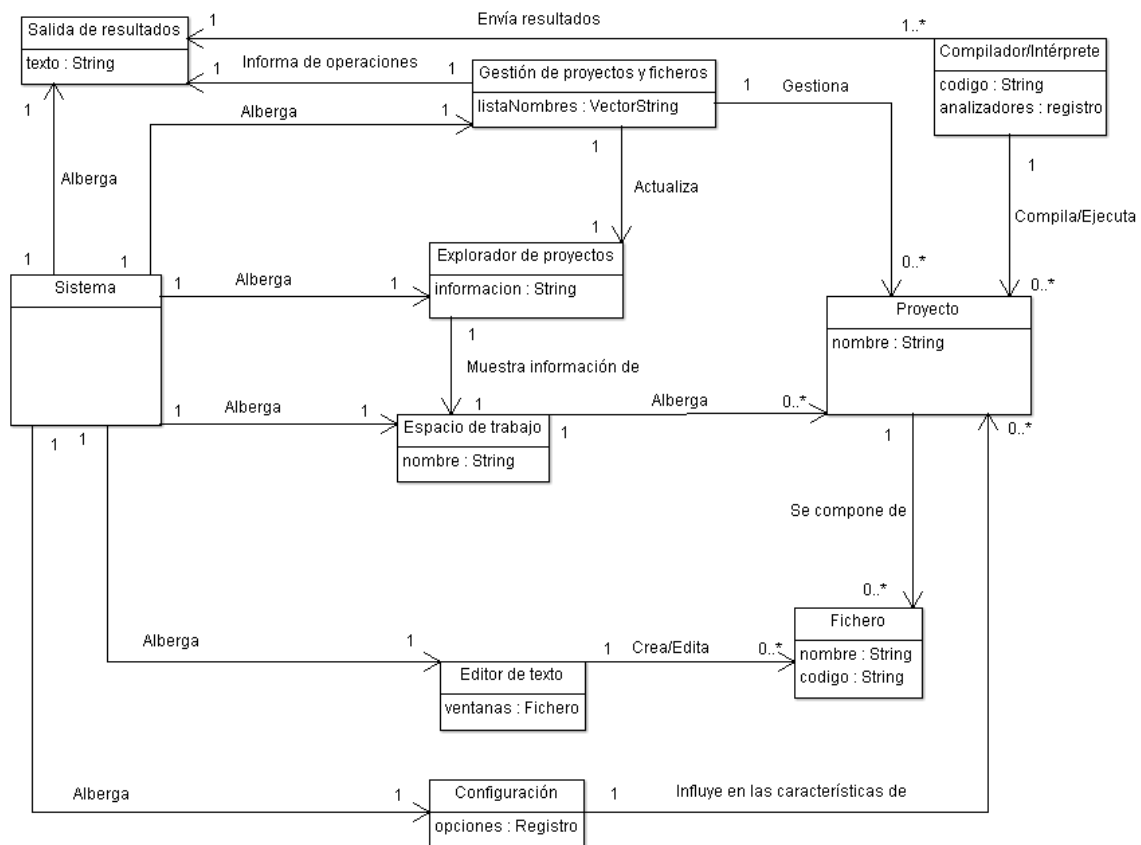 Salida de resultados
texto : String
1
Envía resultados
1..*
Compilador/Intérprete
codigo : String
analizadores : registro
1
Informa de operaciones
1
Gestión de proyectos y ficheros
listaNombres : VectorString
1
Gestiona
1
Alberga
1
1
1
Alberga
Actualiza
Compila/Ejecuta
1
1
1
0..*
0..*
Sistema
1
Alberga
1
Explorador de proyectos
informacion : String
Proyecto
nombre : String
1
Muestra información de
1
Alberga
1
1
Espacio de trabajo
nombre : String
1
Alberga
0..*
1
1
1
0..*
Se compone de
0..*
Alberga
1
Editor de texto
ventanas : Fichero
1
Crea/Edita
0..*
Fichero
nombre : String
codigo : String
Alberga
1
Configuración
opciones : Registro
1
Influye en las características de